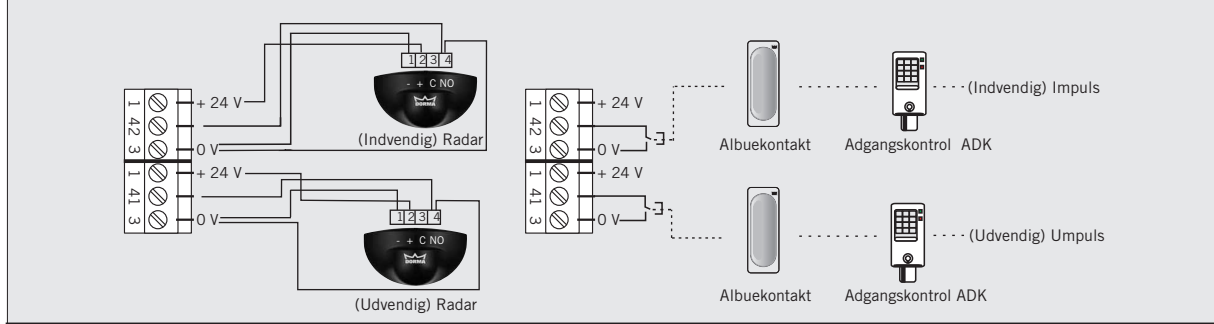 1 2 3 4
- + C NO
DORMA
(Indvendig) Radar
1 + 24 V
42
3 0 V
1 + 24 V
41
3 0 V
1 2 3 4
- + C NO
DORMA
(Udvendig) Radar
1 + 24 V
42
3 0 V
1 + 24 V
41
3 0 V
Albuekontakt
Adgangskontrol ADK
(Indvendig) Impuls
Albuekontakt
Adgangskontrol ADK
(Udvendig) Umpuls